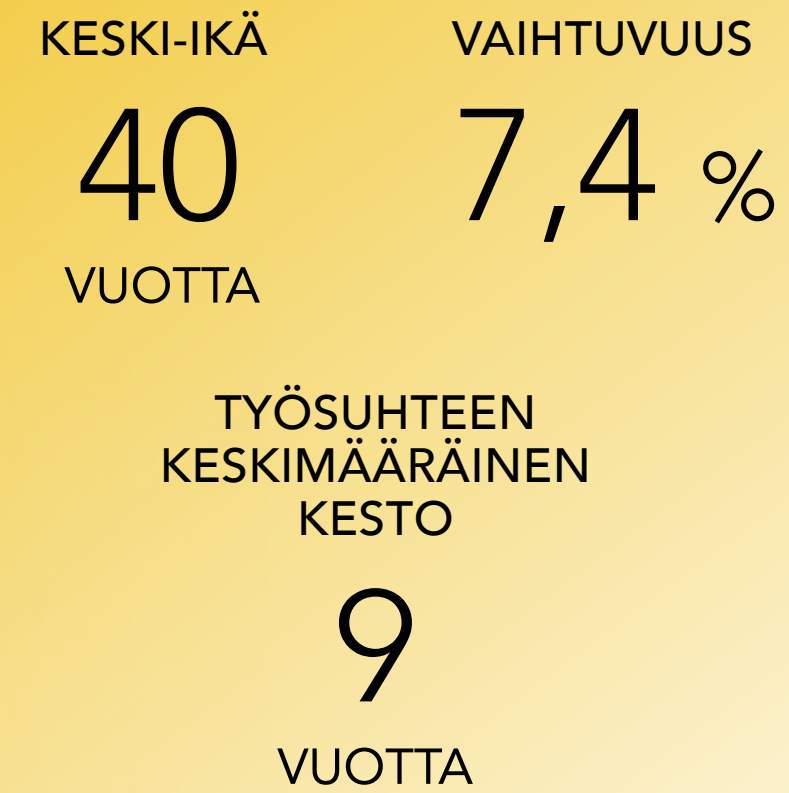 KESKI-IKÄ
40
VUOTTA
VAIHTUVUUS
7,4 %
TYÖSUHTEEN
KESKIMÄÄRÄINEN
KESTO
9
VUOTTA